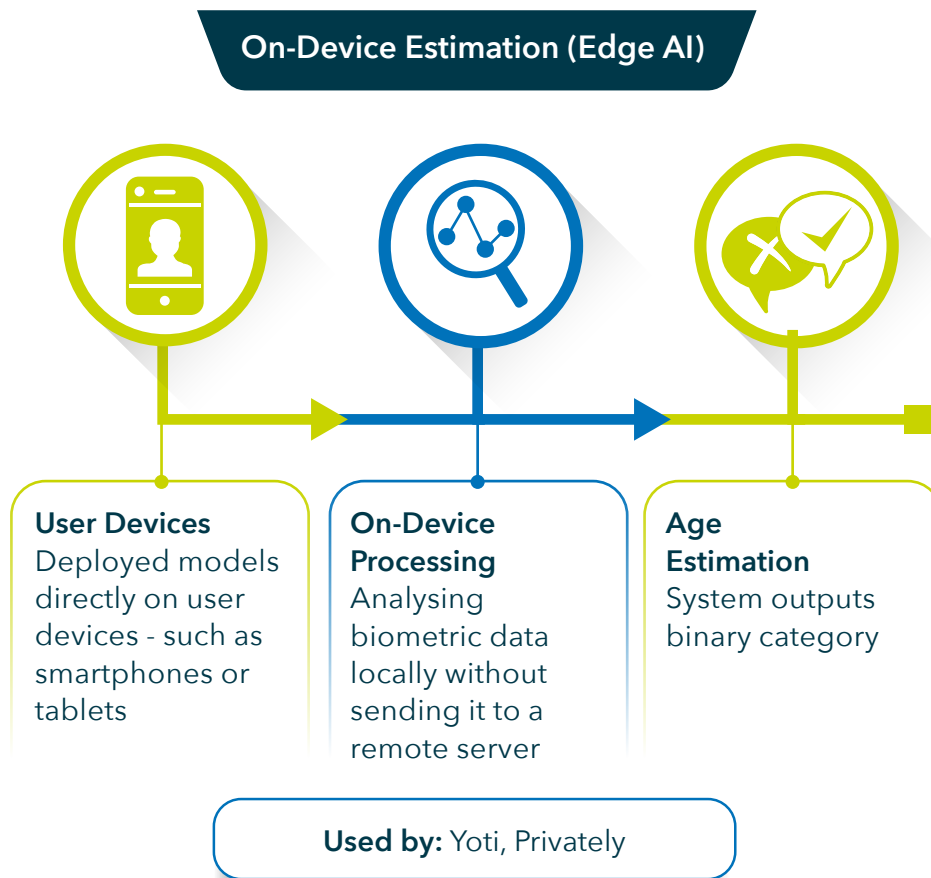 On-Device Estimation (Edge AI)
User Devices
Deployed models
directly on user
devices - such as
smartphones or
tablets
On-Device
Processing
Analysing
biometric data
locally without
sending it to a
remote server
Age
Estimation
System outputs
binary category
Used by: Yoti, Privately